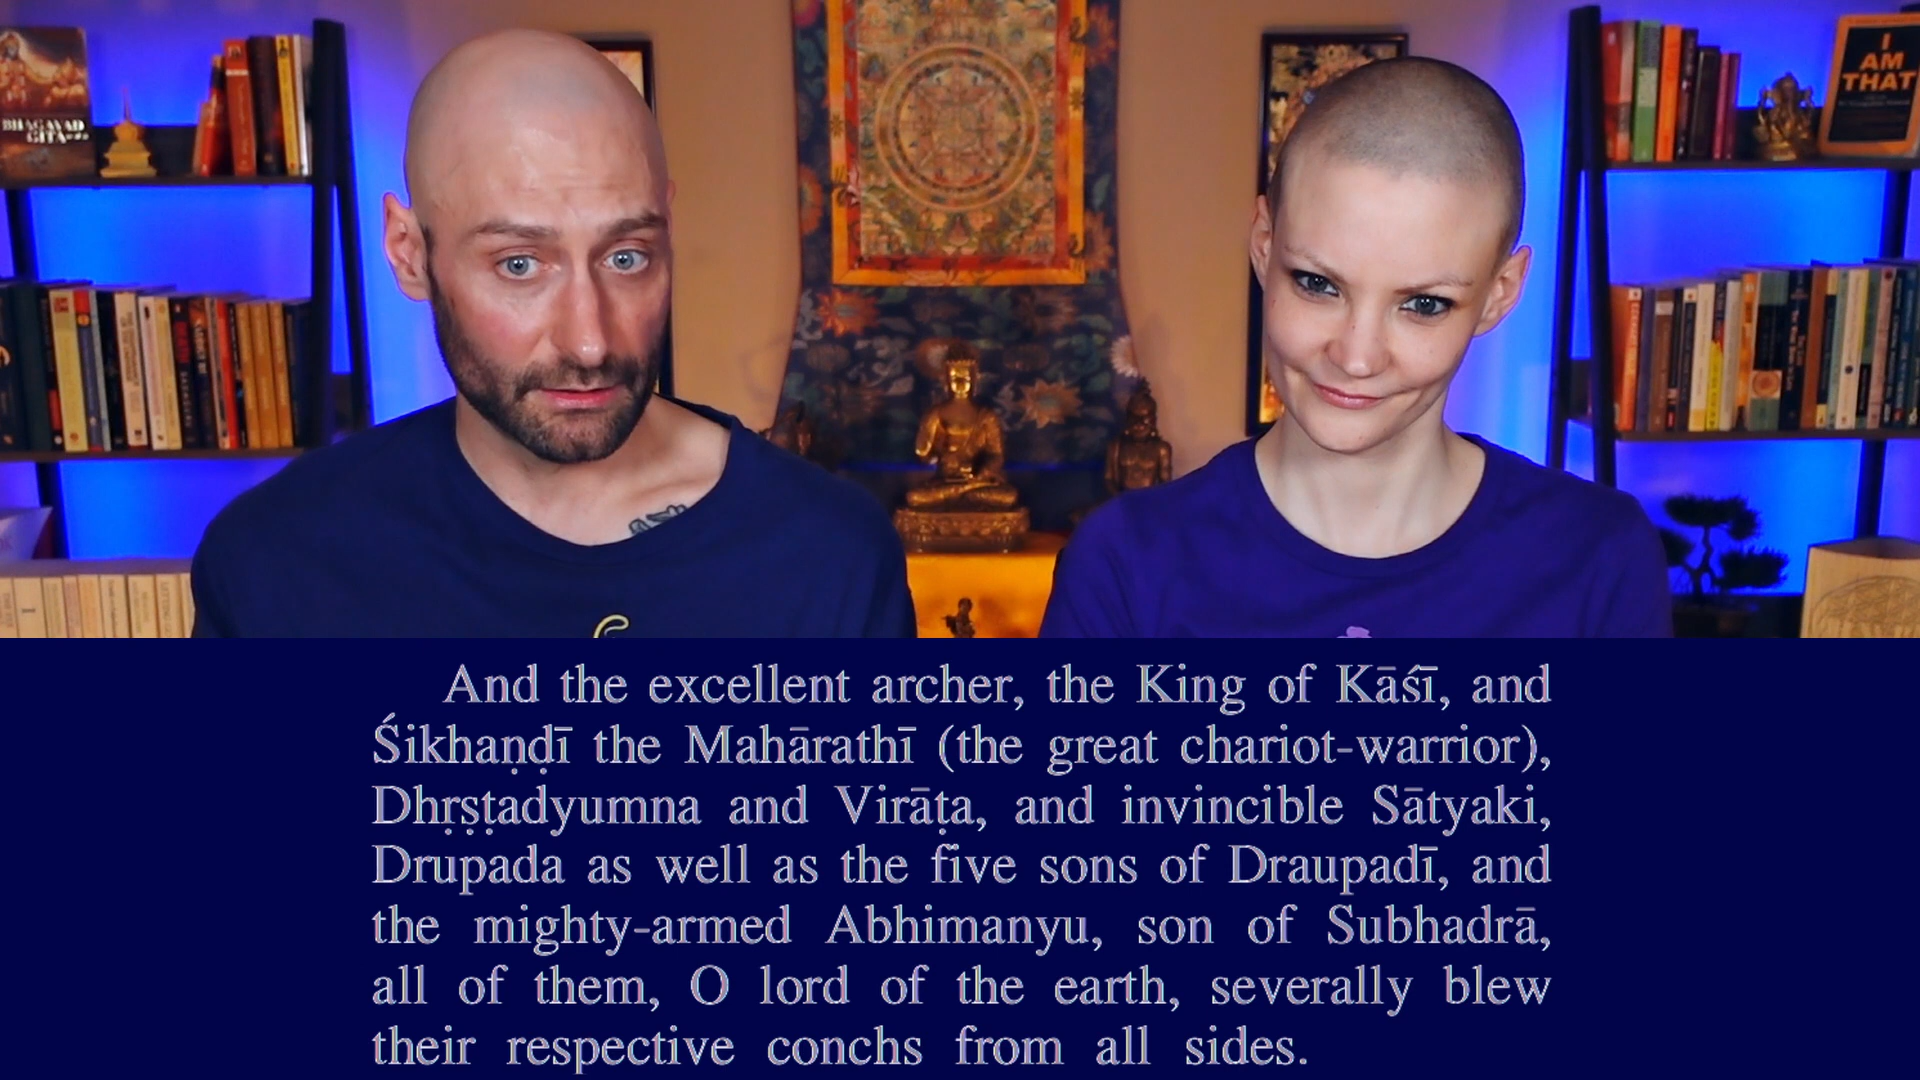 BHAGAVAD
GITA
I
AM
THAT
And the excellent archer, the King of Kāśī, and
Śikhaṇḍī the Mahārathī (the great chariot-warrior),
Dhṛṣṭadyumna and Virāṭa, and invincible Sātyaki,
Drupada as well as the five sons of Draupadī, and
the mighty-armed Abhimanyu, son of Subhadrā,
all of them, O lord of the earth, severally blew
their respective conchs from all sides.